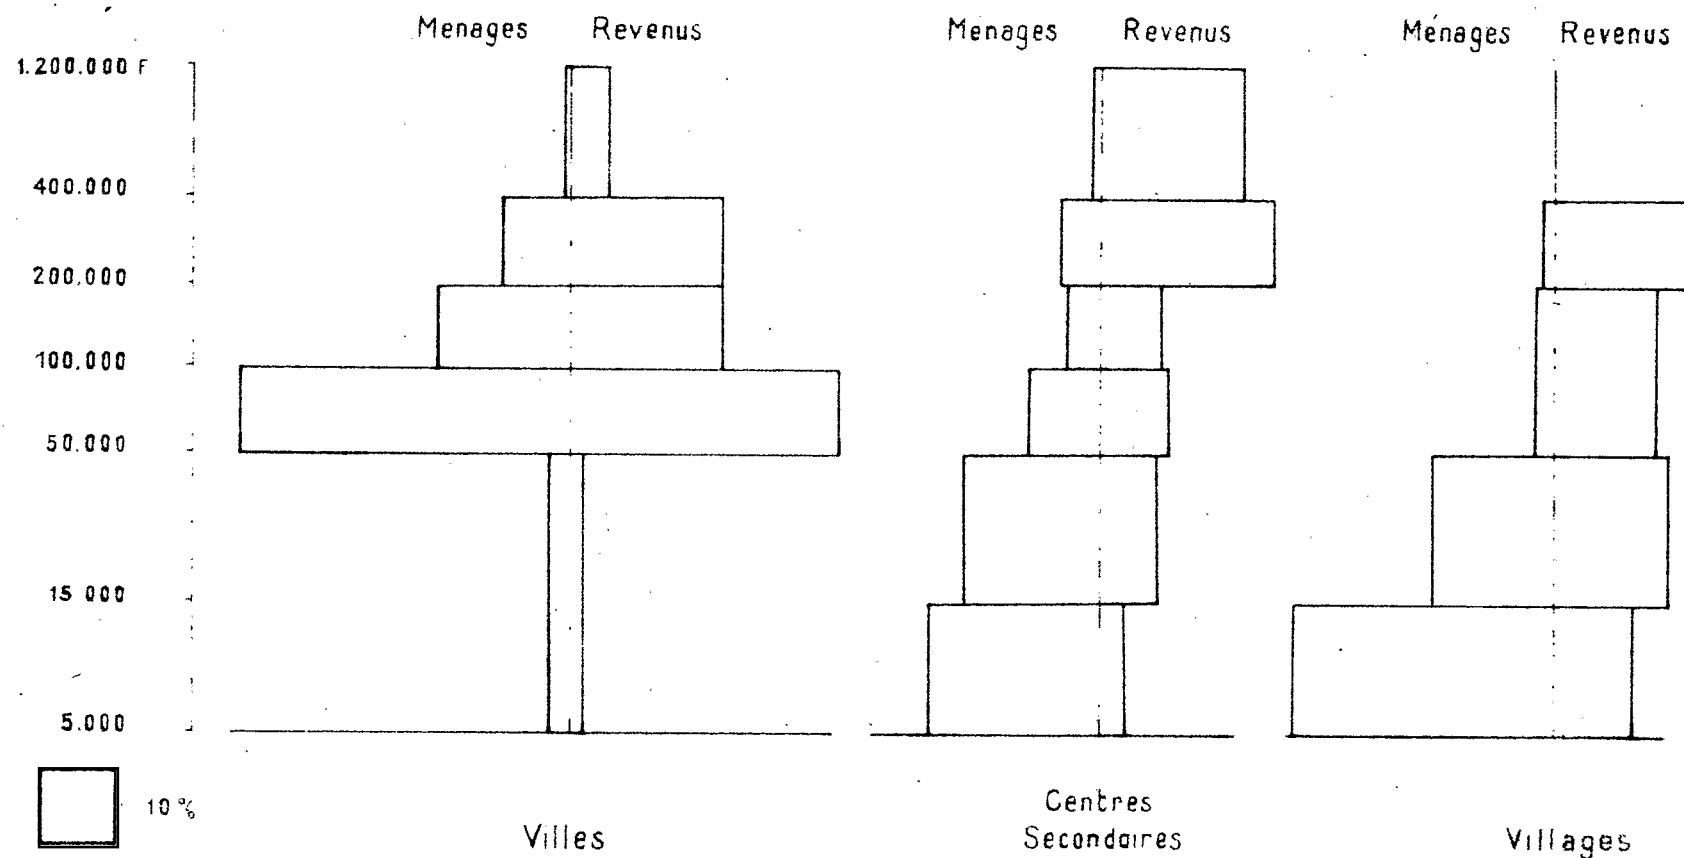 Menages Revenus Menages Revenus Ménages Revenus
1.200.000 F
400.000
200.000
100.000
50.000
15 000
5.000
10 %
Villes
Centres
Secondaires
Villages